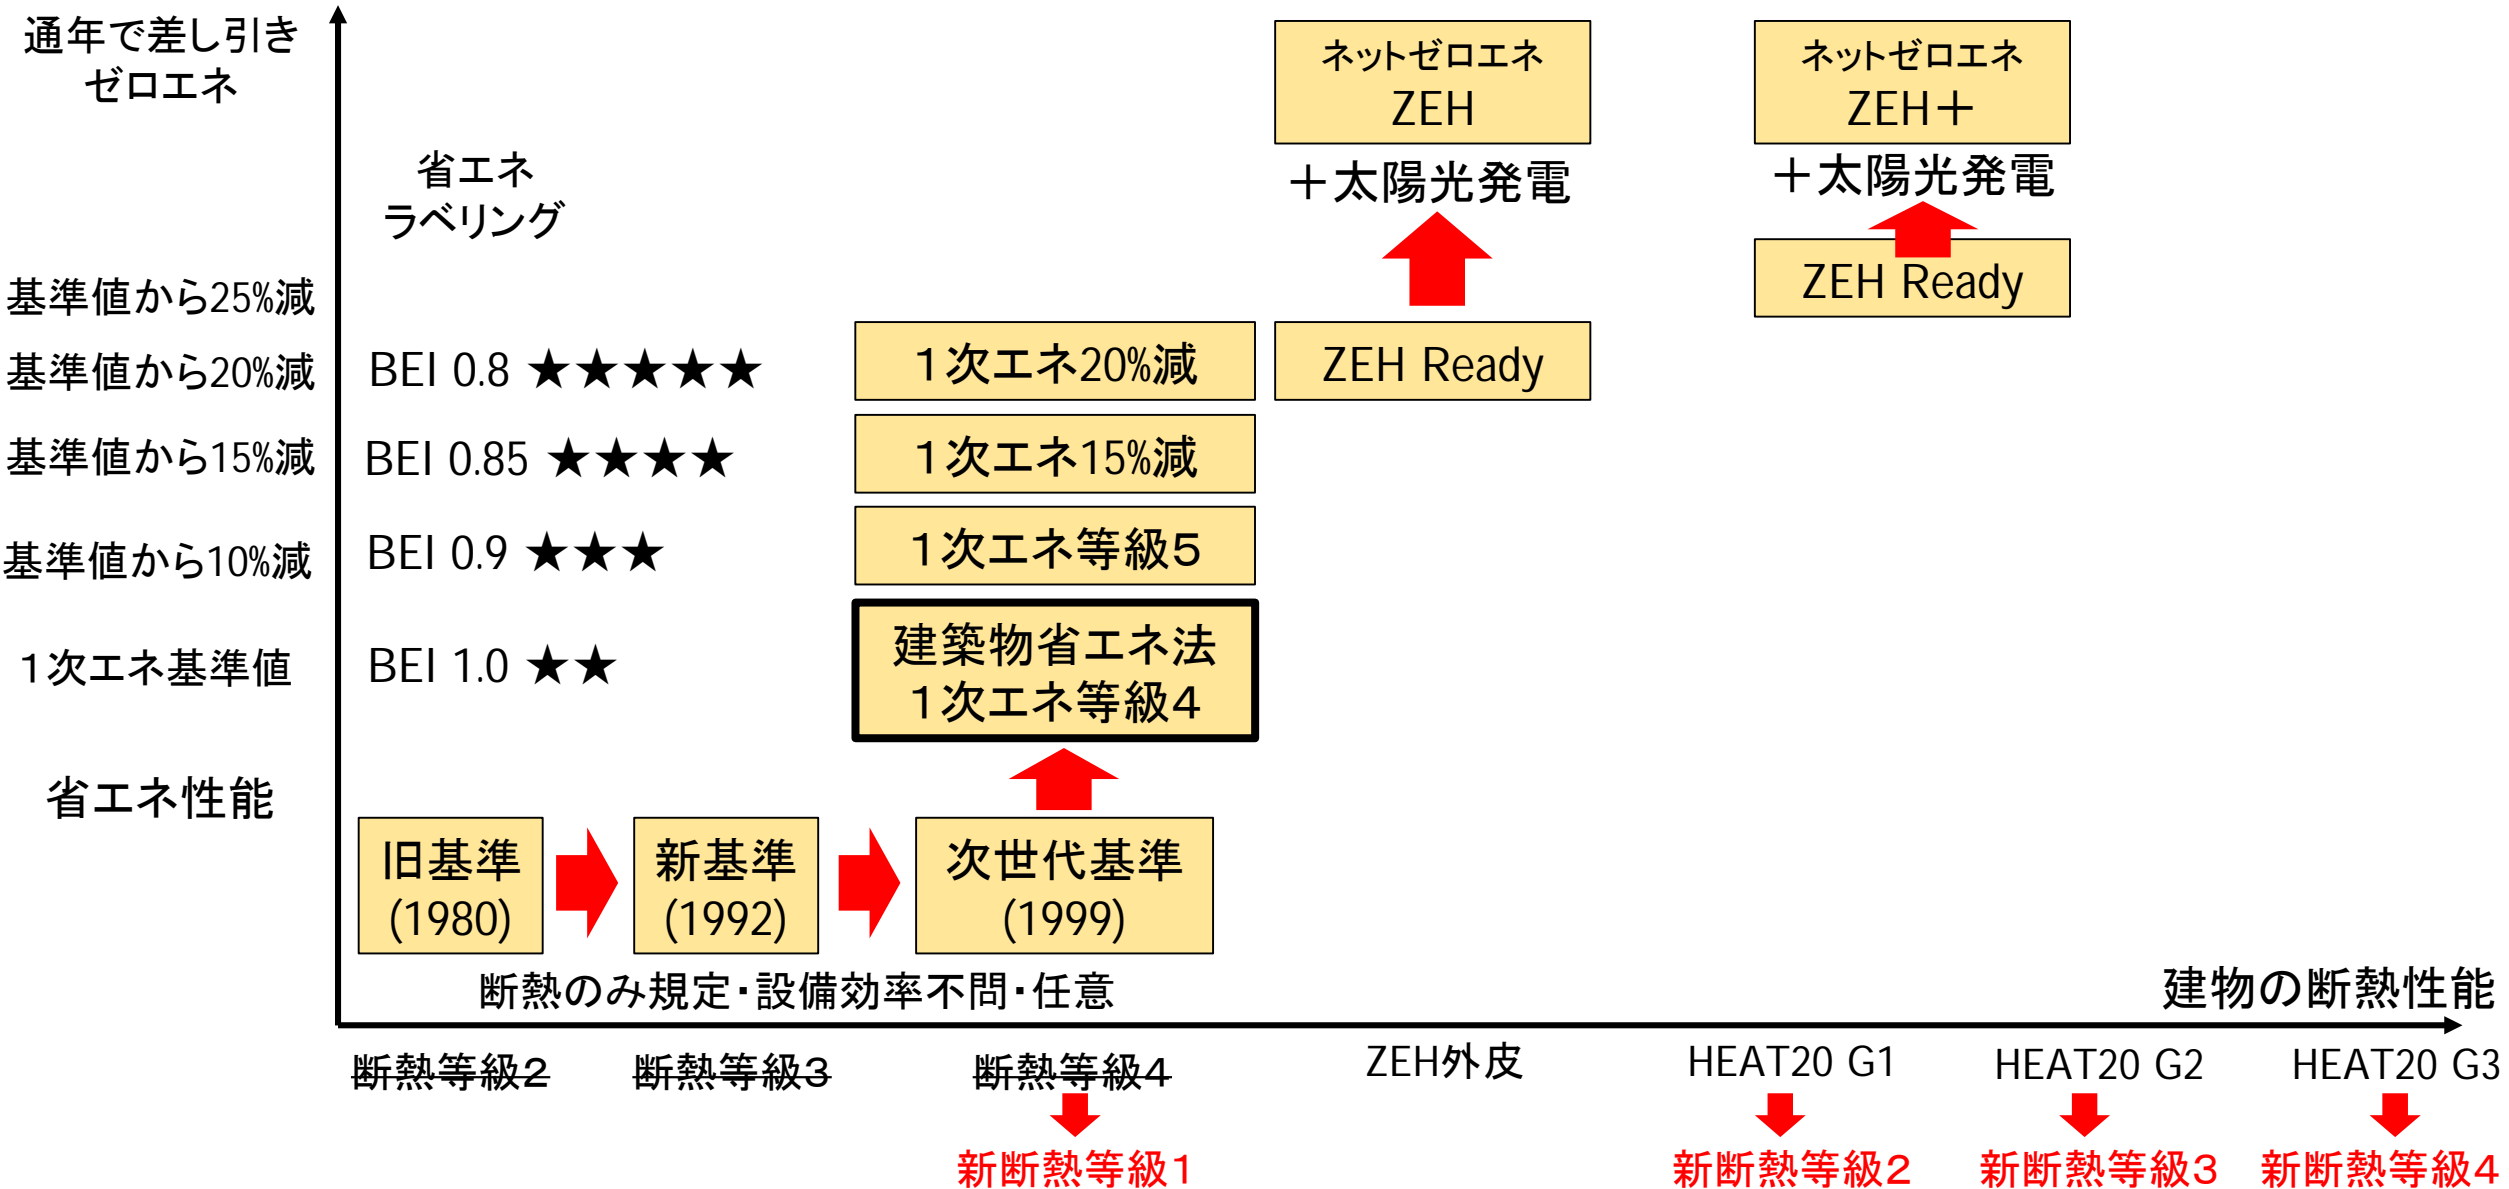 通年で差し引き
ゼロエネ
ネットゼロエネ
ZEH
ネットゼロエネ
ZEH＋
＋太陽光発電
＋太陽光発電
省エネ
ラベリング
ZEH Ready
基準値から25%減
基準値から20%減
BEI 0.8 ★★★★★
１次エネ20%減
ZEH Ready
基準値から15%減
BEI 0.85 ★★★★
１次エネ15%減
基準値から10%減
BEI 0.9 ★★★
１次エネ等級５
１次エネ基準値
BEI 1.0 ★★
建築物省エネ法
１次エネ等級４
省エネ性能
旧基準
(1980)
新基準
(1992)
次世代基準
(1999)
断熱のみ規定・設備効率不問・任意
建物の断熱性能
断熱等級２
断熱等級３
断熱等級４
ZEH外皮
HEAT20 G1
HEAT20 G2
HEAT20 G3
新断熱等級１
新断熱等級２
新断熱等級３
新断熱等級４